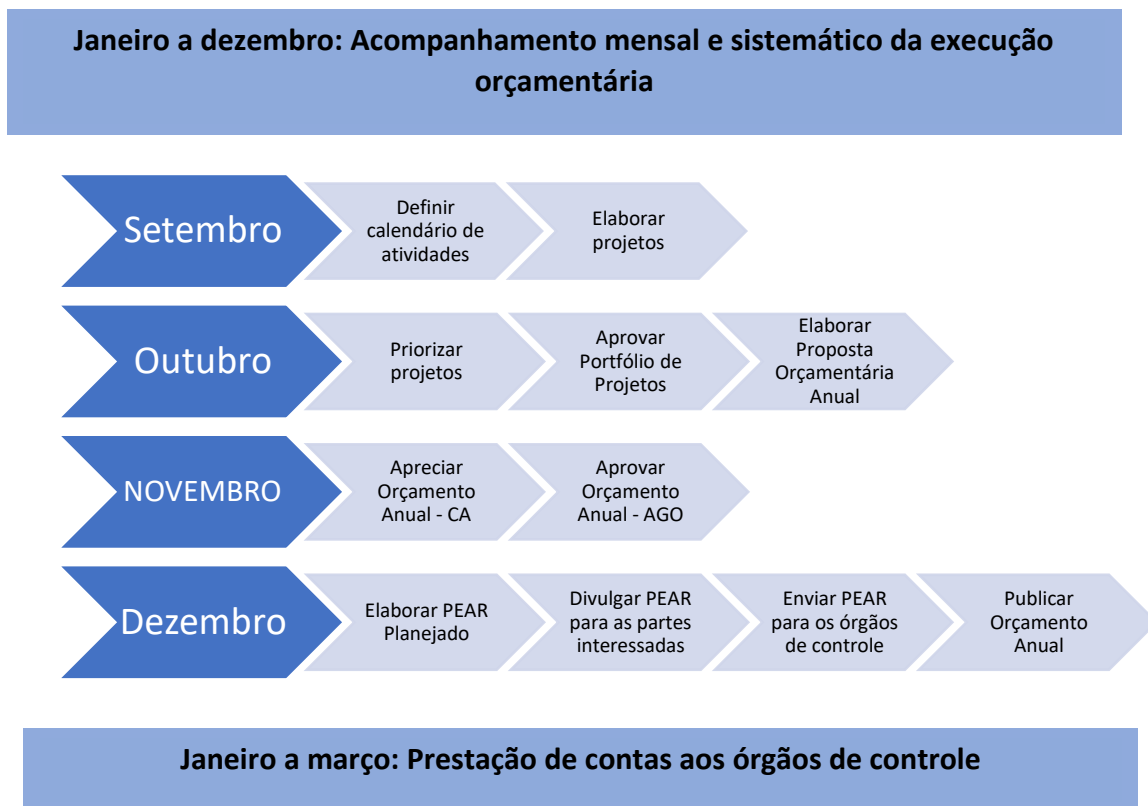 Janeiro a dezembro: Acompanhamento mensal e sistemático da execução
orçamentária
Setembro
Definir
calendário de
atividades
Elaborar
projetos
Outubro
Priorizar
projetos
Aprovar
Portfólio de
Projetos
Elaborar
Proposta
Orçamentária
Anual
NOVEMBRO
Apreciar
Orçamento
Anual - CA
Aprovar
Orçamento
Anual - AGO
Dezembro
Elaborar PEAR
Planejado
Divulgar PEAR
para as partes
interessadas
Enviar PEAR
para os órgãos
de controle
Publicar
Orçamento
Anual
Janeiro a março: Prestação de contas aos órgãos de controle